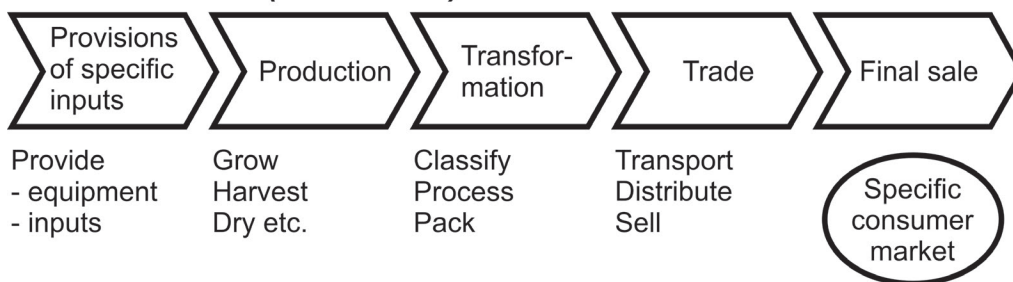 Provisions
of specific
inputs
Production
Transfor-
mation
Trade
Final sale
Provide
- equipment
- inputs
Grow
Harvest
Dry etc.
Classify
Process
Pack
Transport
Distribute
Sell
Specific
consumer
market